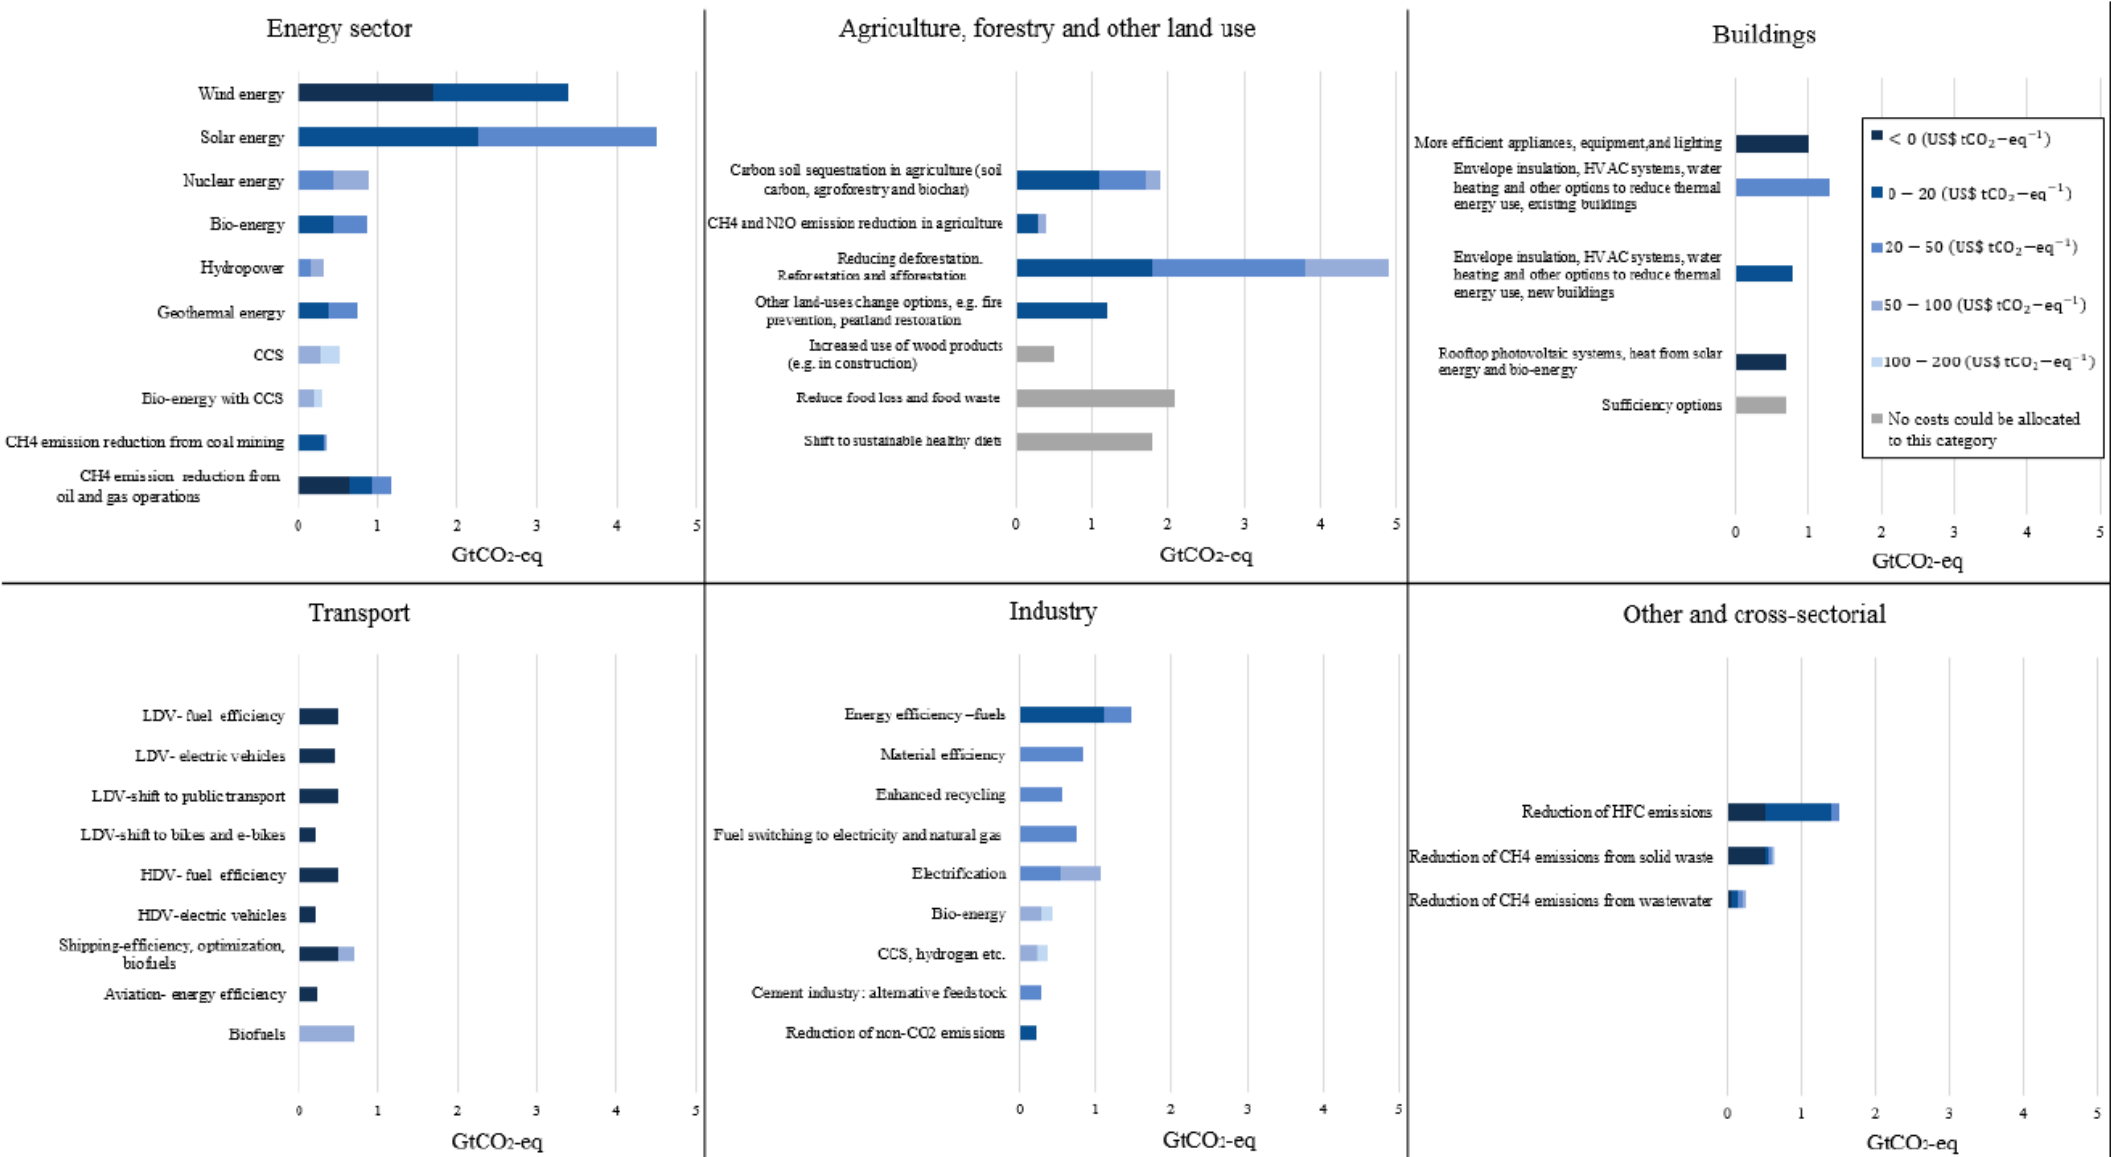 Energy sector
Wind energy
Solar energy
Nuclear energy
Bio-energy
Hydropower
Geothermal energy
CCS
Bio-energy with CCS
CH4 emission reduction from coal mining
CH4 emission reduction from
oil and gas operations
0 1 2 3 4 5
GtCO₂-eq
Agriculture, forestry and other land use
Carbon soil sequestration in agriculture (soil
carbon, agroforestry and biochar)
CH4 and N2O emission reduction in agriculture
Reducing deforestation.
Reforestation and afforestation
Other land-uses change options, e.g. fire
prevention, peatland restoration
Increased use of wood products
(e.g. in construction)
Reduce food loss and food waste
Shift to sustainable healthy diets
0 1 2 3 4 5
GtCO₂-eq
Buildings
More efficient appliances, equipment,and lighting
Envelope insulation, HVAC systems, water
heating and other options to reduce thermal
energy use, existing buildings
Envelope insulation, HVAC systems, water
heating and other options to reduce thermal
energy use, new buildings
Rooftop photovoltaic systems, heat from solar
energy and bio-energy
Sufficiency options
< 0 (US$ tCO₂−eq⁻¹)
0 − 20 (US$ tCO₂−eq⁻¹)
20 − 50 (US$ tCO₂−eq⁻¹)
50 − 100 (US$ tCO₂−eq⁻¹)
100 − 200 (US$ tCO₂−eq⁻¹)
No costs could be allocated
to this category
0 1 2 3 4 5
GtCO₂-eq
Transport
LDV- fuel efficiency
LDV- electric vehicles
LDV-shift to public transport
LDV-shift to bikes and e-bikes
HDV- fuel efficiency
HDV-electric vehicles
Shipping-efficiency, optimization,
biofuels
Aviation- energy efficiency
Biofuels
0 1 2 3 4 5
GtCO₂-eq
Industry
Energy efficiency –fuels
Material efficiency
Enhanced recycling
Fuel switching to electricity and natural gas
Electrification
Bio-energy
CCS, hydrogen etc.
Cement industry: alternative feedstock
Reduction of non-CO2 emissions
0 1 2 3 4 5
GtCO₂-eq
Other and cross-sectorial
Reduction of HFC emissions
Reduction of CH4 emissions from solid waste
Reduction of CH4 emissions from wastewater
0 1 2 3 4 5
GtCO₂-eq